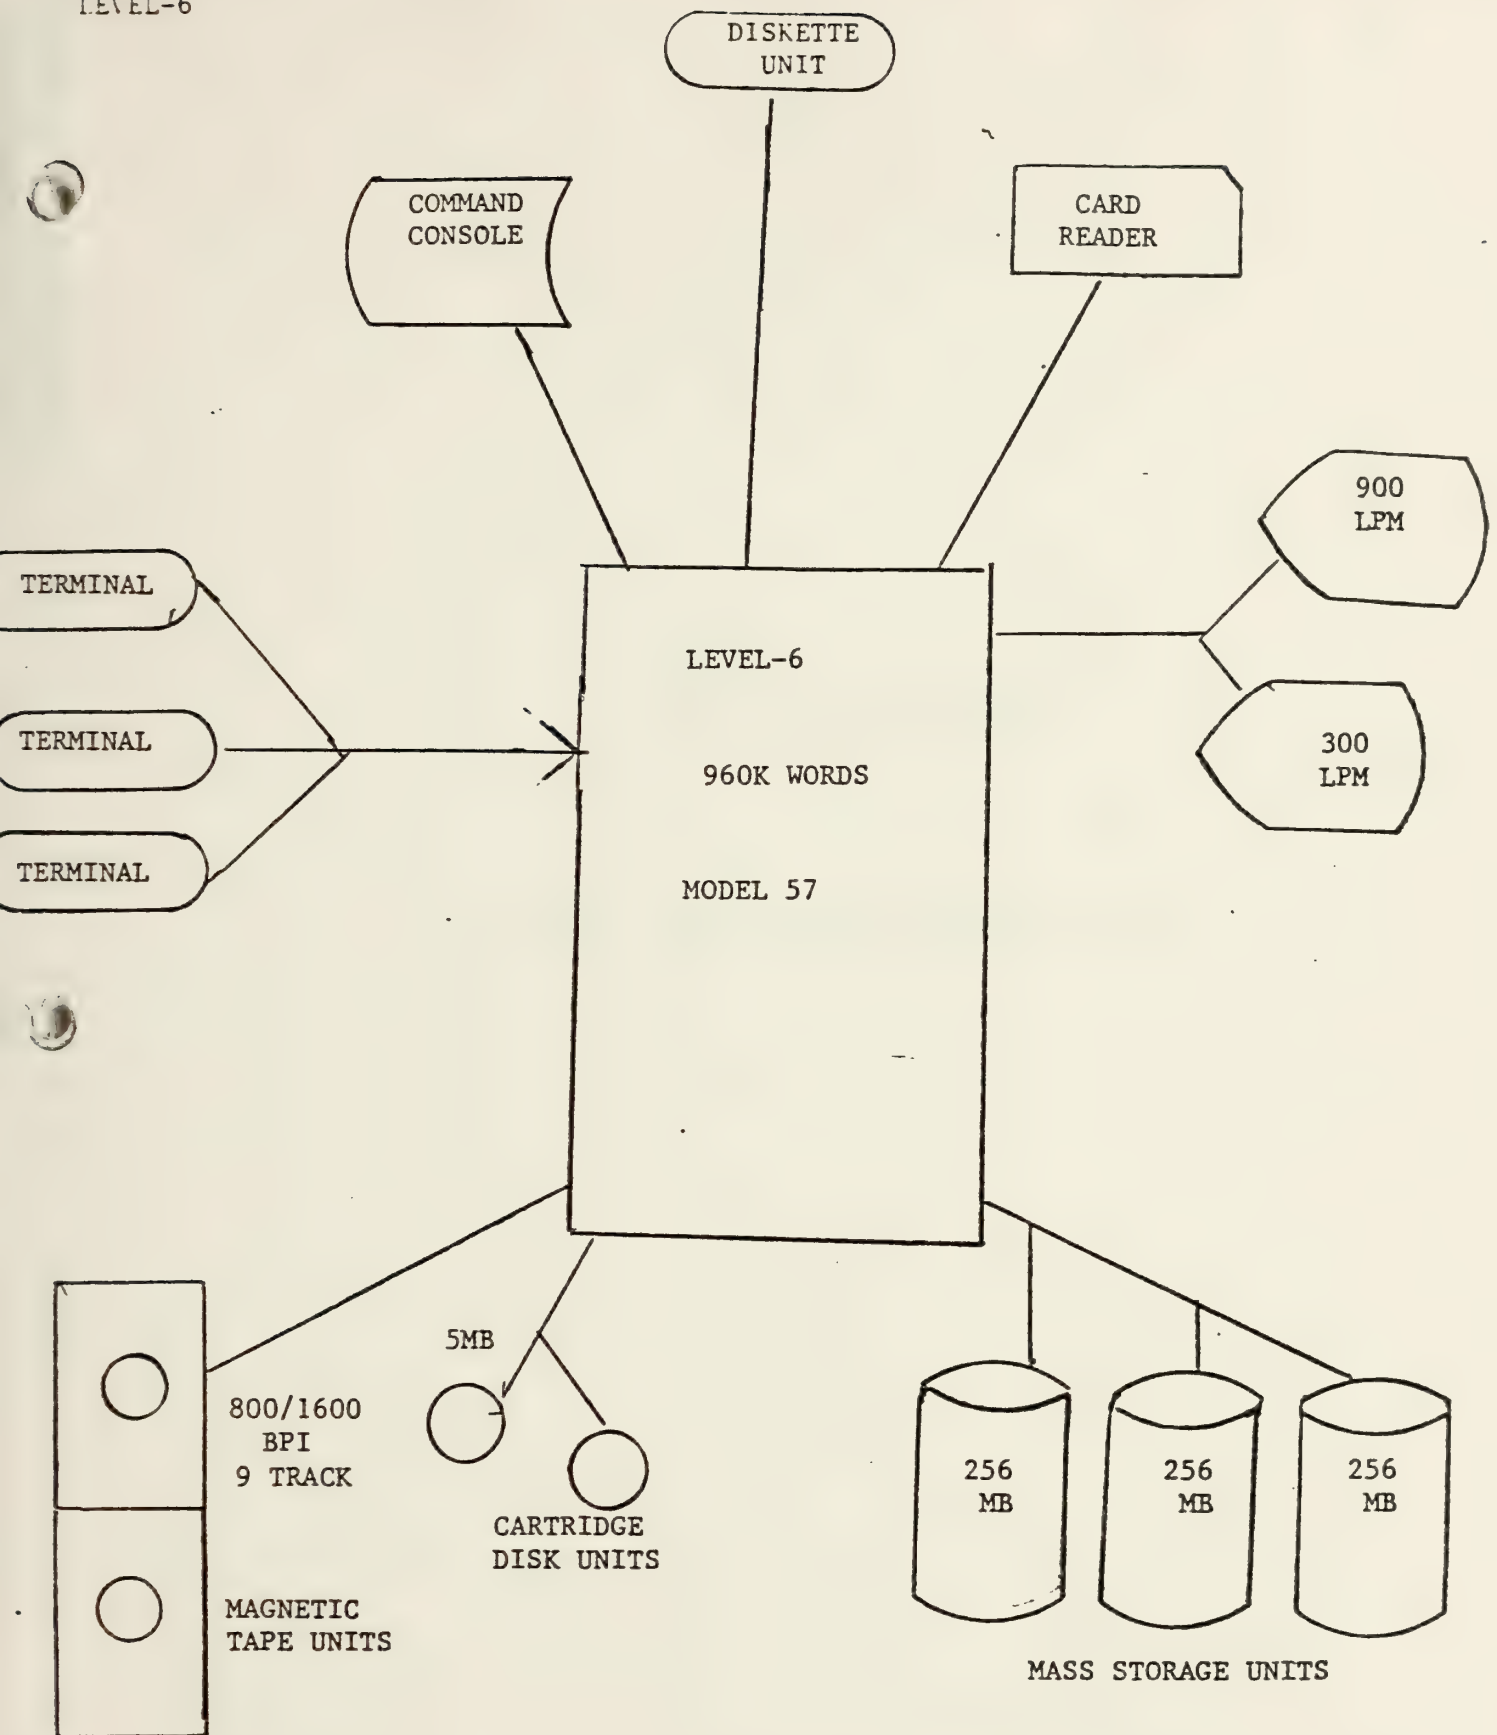 LEVEL-6
DISKETTE
UNIT
COMMAND
CONSOLE
CARD
READER
900
LPM
TERMINAL
LEVEL-6
TERMINAL
300
LPM
960K WORDS
TERMINAL
MODEL 57
5MB
800/1600
BPI
9 TRACK
256
MB
256
MB
256
MB
CARTRIDGE
DISK UNITS
MAGNETIC
TAPE UNITS
MASS STORAGE UNITS